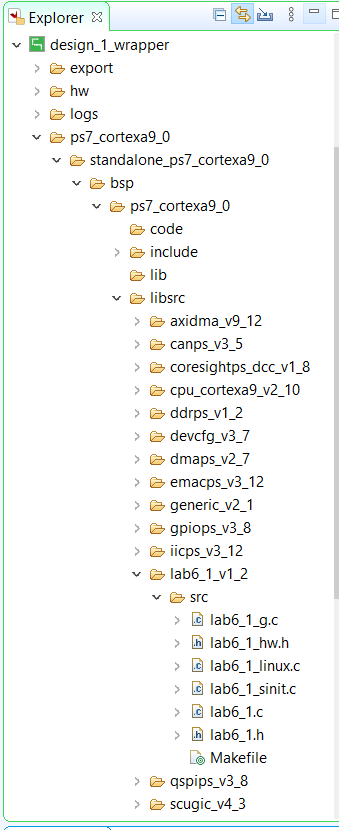 Explorer
design_1_wrapper
export
hw
logs
ps7_cortexa9_0
standalone_ps7_cortexa9_0
bsp
ps7_cortexa9_0
code
include
lib
libsrc
axidma_v9_12
canps_v3_5
coresightps_dcc_v1_8
cpu_cortexa9_v2_10
ddrps_v1_2
devcfg_v3_7
dmaps_v2_7
emacps_v3_12
generic_v2_1
gpiops_v3_8
iicps_v3_12
lab6_1_v1_2
src
.c lab6_1_g.c
.h lab6_1_hw.h
.c lab6_1_linux.c
.c lab6_1_sinit.c
.c lab6_1.c
.h lab6_1.h
Makefile
qspips_v3_8
scugic_v4_3